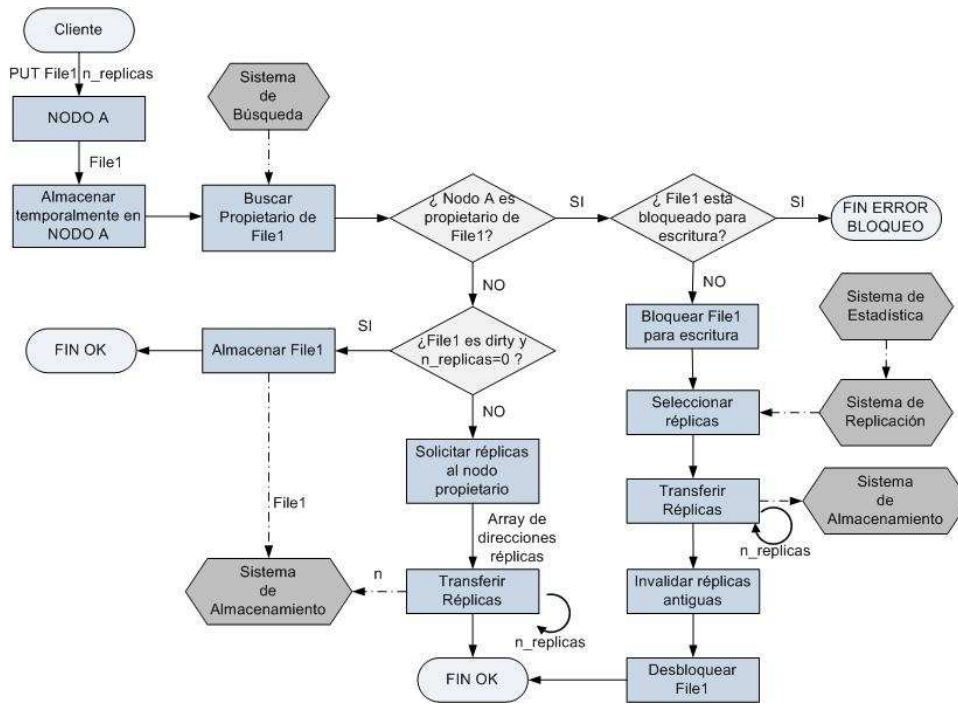 Cliente
PUT File1 n_replicas
NODO A
File1
Almacenar
temporalmente en
NODO A
Sistema
de
Búsqueda
Buscar
Propietario de
File1
¿ Nodo A es
propietario de
File1?
SI
¿ File1 está
bloqueado para
escritura?
SI
FIN ERROR
BLOQUEO
NO
NO
¿File1 es dirty y
n_replicas=0 ?
SI
Almacenar File1
FIN OK
File1
NO
Solicitar réplicas
al nodo
propietario
Array de
direcciones
réplicas
Transferir
Réplicas
n_replicas
n
Sistema
de
Almacenamiento
Bloquear File1
para escritura
Sistema de
Estadística
Seleccionar
réplicas
Sistema de
Replicación
Transferir
Réplicas
n_replicas
Sistema
de
Almacenamiento
Invalidar réplicas
antiguas
Desbloquear
File1
FIN OK